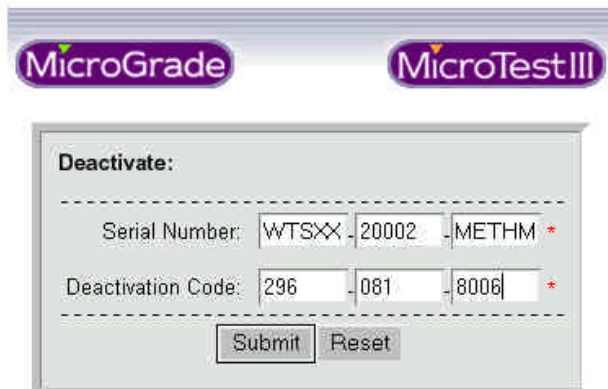 MicroGrade MicroTestIII
Deactivate:
Serial Number: WTSXX - 20002 - METHM *
Deactivation Code: 296 - 081 - 8006 *
Submit Reset